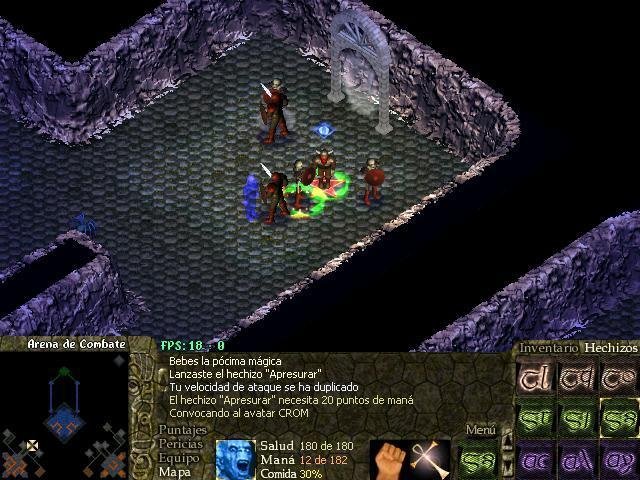 Arena de Combate
FPS:18 - 0
Inventario Hechizos
Bebes la pócima mágica
Lanzaste el hechizo "Apresurar"
Tu velocidad de ataque se ha duplicado
El hechizo "Apresurar" necesita 20 puntos de maná
Convocando al avatar CROM
Puntajes
Pericias
Equipo
Mapa
Salud 180 de 180
Maná 12 de 182
Comida 30%
Menú